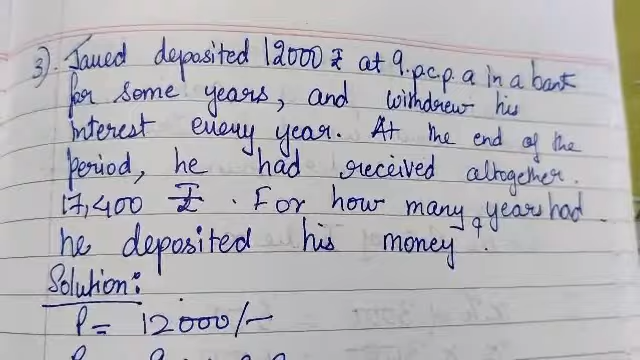 3). Javed deposited 12000 ₹ at 9.p.c.p.a in a bank
for some years, and withdrew his
interest every year. At the end of the
period, he had received altogether.
17,400 ₹. For how many years had
he deposited his money?
Solution:
P = 12000/-